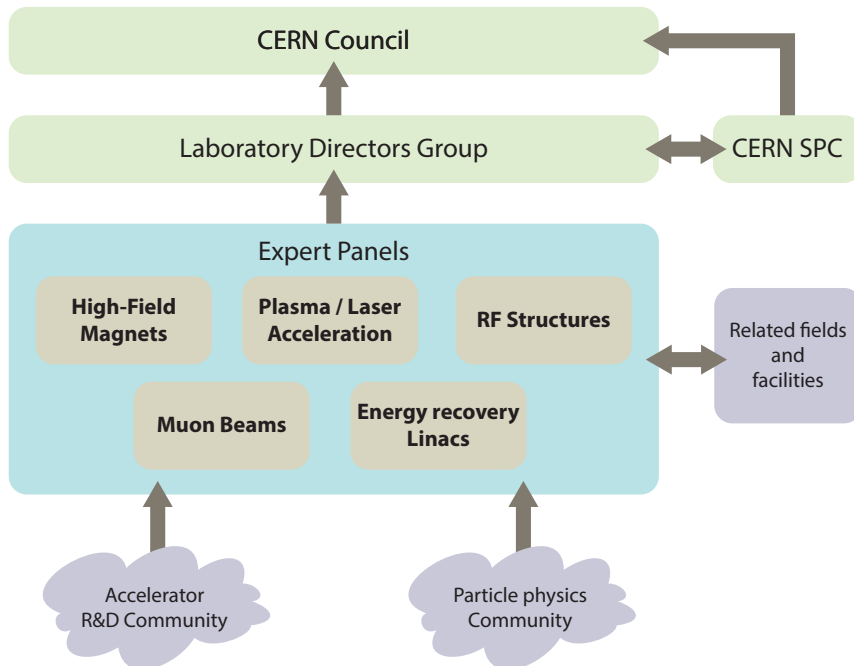 CERN Council
Laboratory Directors Group
CERN SPC
Expert Panels
High-Field
Magnets
Plasma / Laser
Acceleration
RF Structures
Muon Beams
Energy recovery
Linacs
Related fields
and
facilities
Accelerator
R&D Community
Particle physics
Community